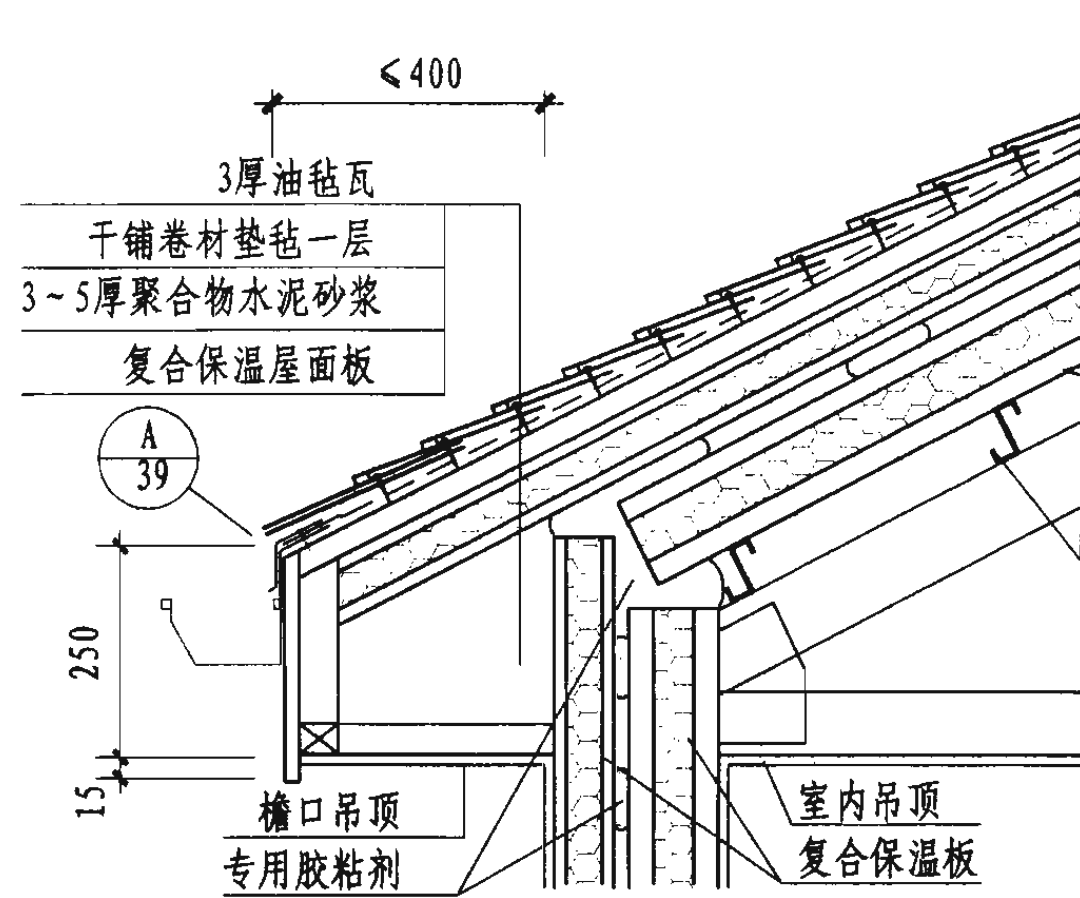 ≤400
3厚油毡瓦
干铺卷材垫毡一层
3~5厚聚合物水泥砂浆
复合保温屋面板
A
39
250
15
檐口吊顶
专用胶粘剂
室内吊顶
复合保温板